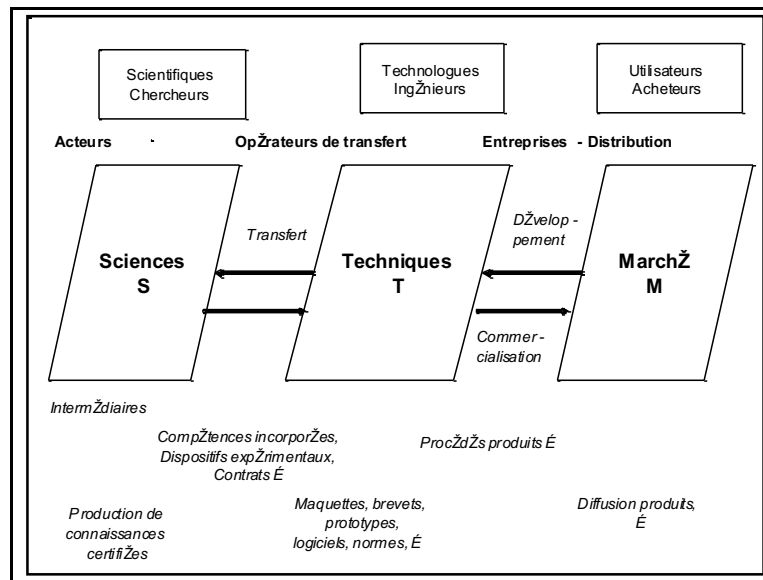 Scientifiques
Chercheurs
Technologues
IngŽnieurs
Utilisateurs
Acheteurs
Acteurs - OpŽrateurs de transfert Entreprises - Distribution
Transfert
DŽvelop -
pement
Sciences
S
Techniques
T
MarchŽ
M
Commer -
cialisation
IntermŽdiaires
CompŽtences incorporŽes,
Dispositifs expŽrimentaux,
Contrats É
ProcŽdŽs produits É
Maquettes, brevets,
prototypes,
logiciels, normes, É
Diffusion produits,
É
Production de
connaissances
certifiŽes